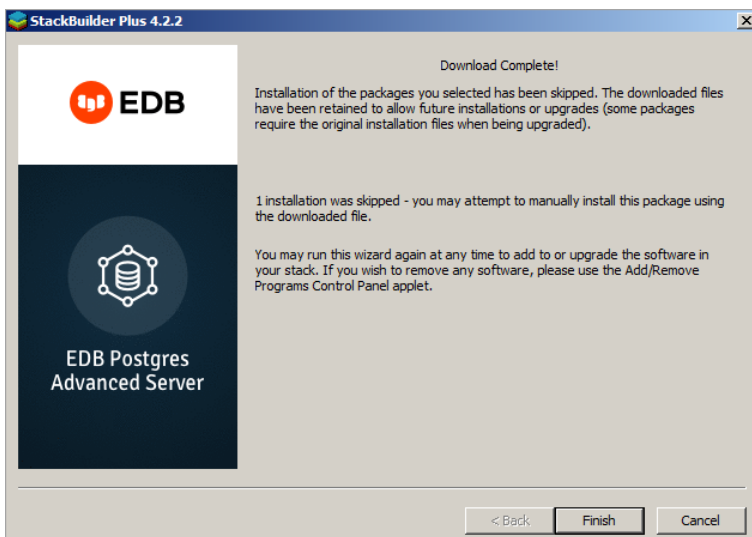 StackBuilder Plus 4.2.2
EDB
Download Complete!
Installation of the packages you selected has been skipped. The downloaded files
have been retained to allow future installations or upgrades (some packages
require the original installation files when being upgraded).
1 installation was skipped - you may attempt to manually install this package using
the downloaded file.
You may run this wizard again at any time to add to or upgrade the software in
your stack. If you wish to remove any software, please use the Add/Remove
Programs Control Panel applet.
EDB Postgres
Advanced Server
< Back
Finish
Cancel